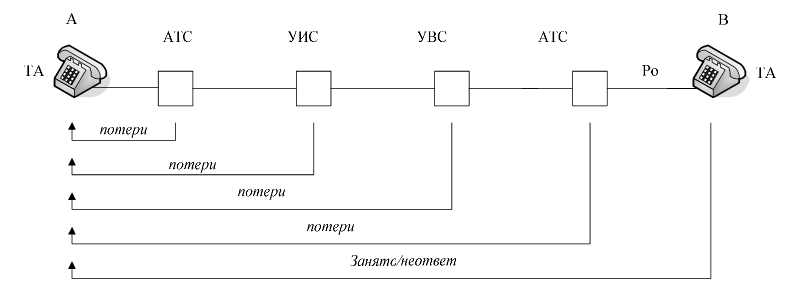 А В
АТС УИС УВС АТС
ТА Ро ТА
потери
потери
потери
потери
Занято/неответ